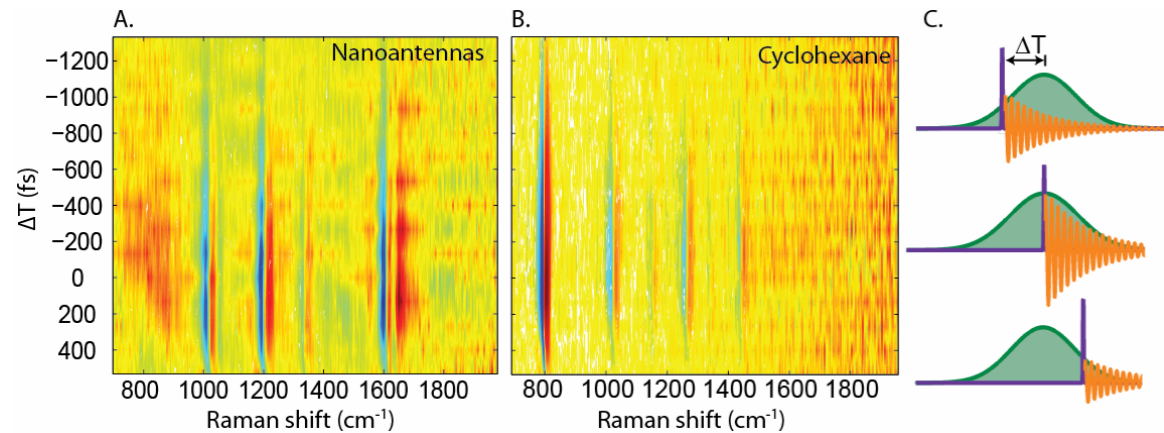 A.
Nanoantennas
−1200
−1000
−800
−600
−400
−200
0
200
400
ΔT (fs)
800 1000 1200 1400 1600 1800
Raman shift (cm⁻¹)
B.
Cyclohexane
800 1000 1200 1400 1600 1800
Raman shift (cm⁻¹)
C.
ΔT